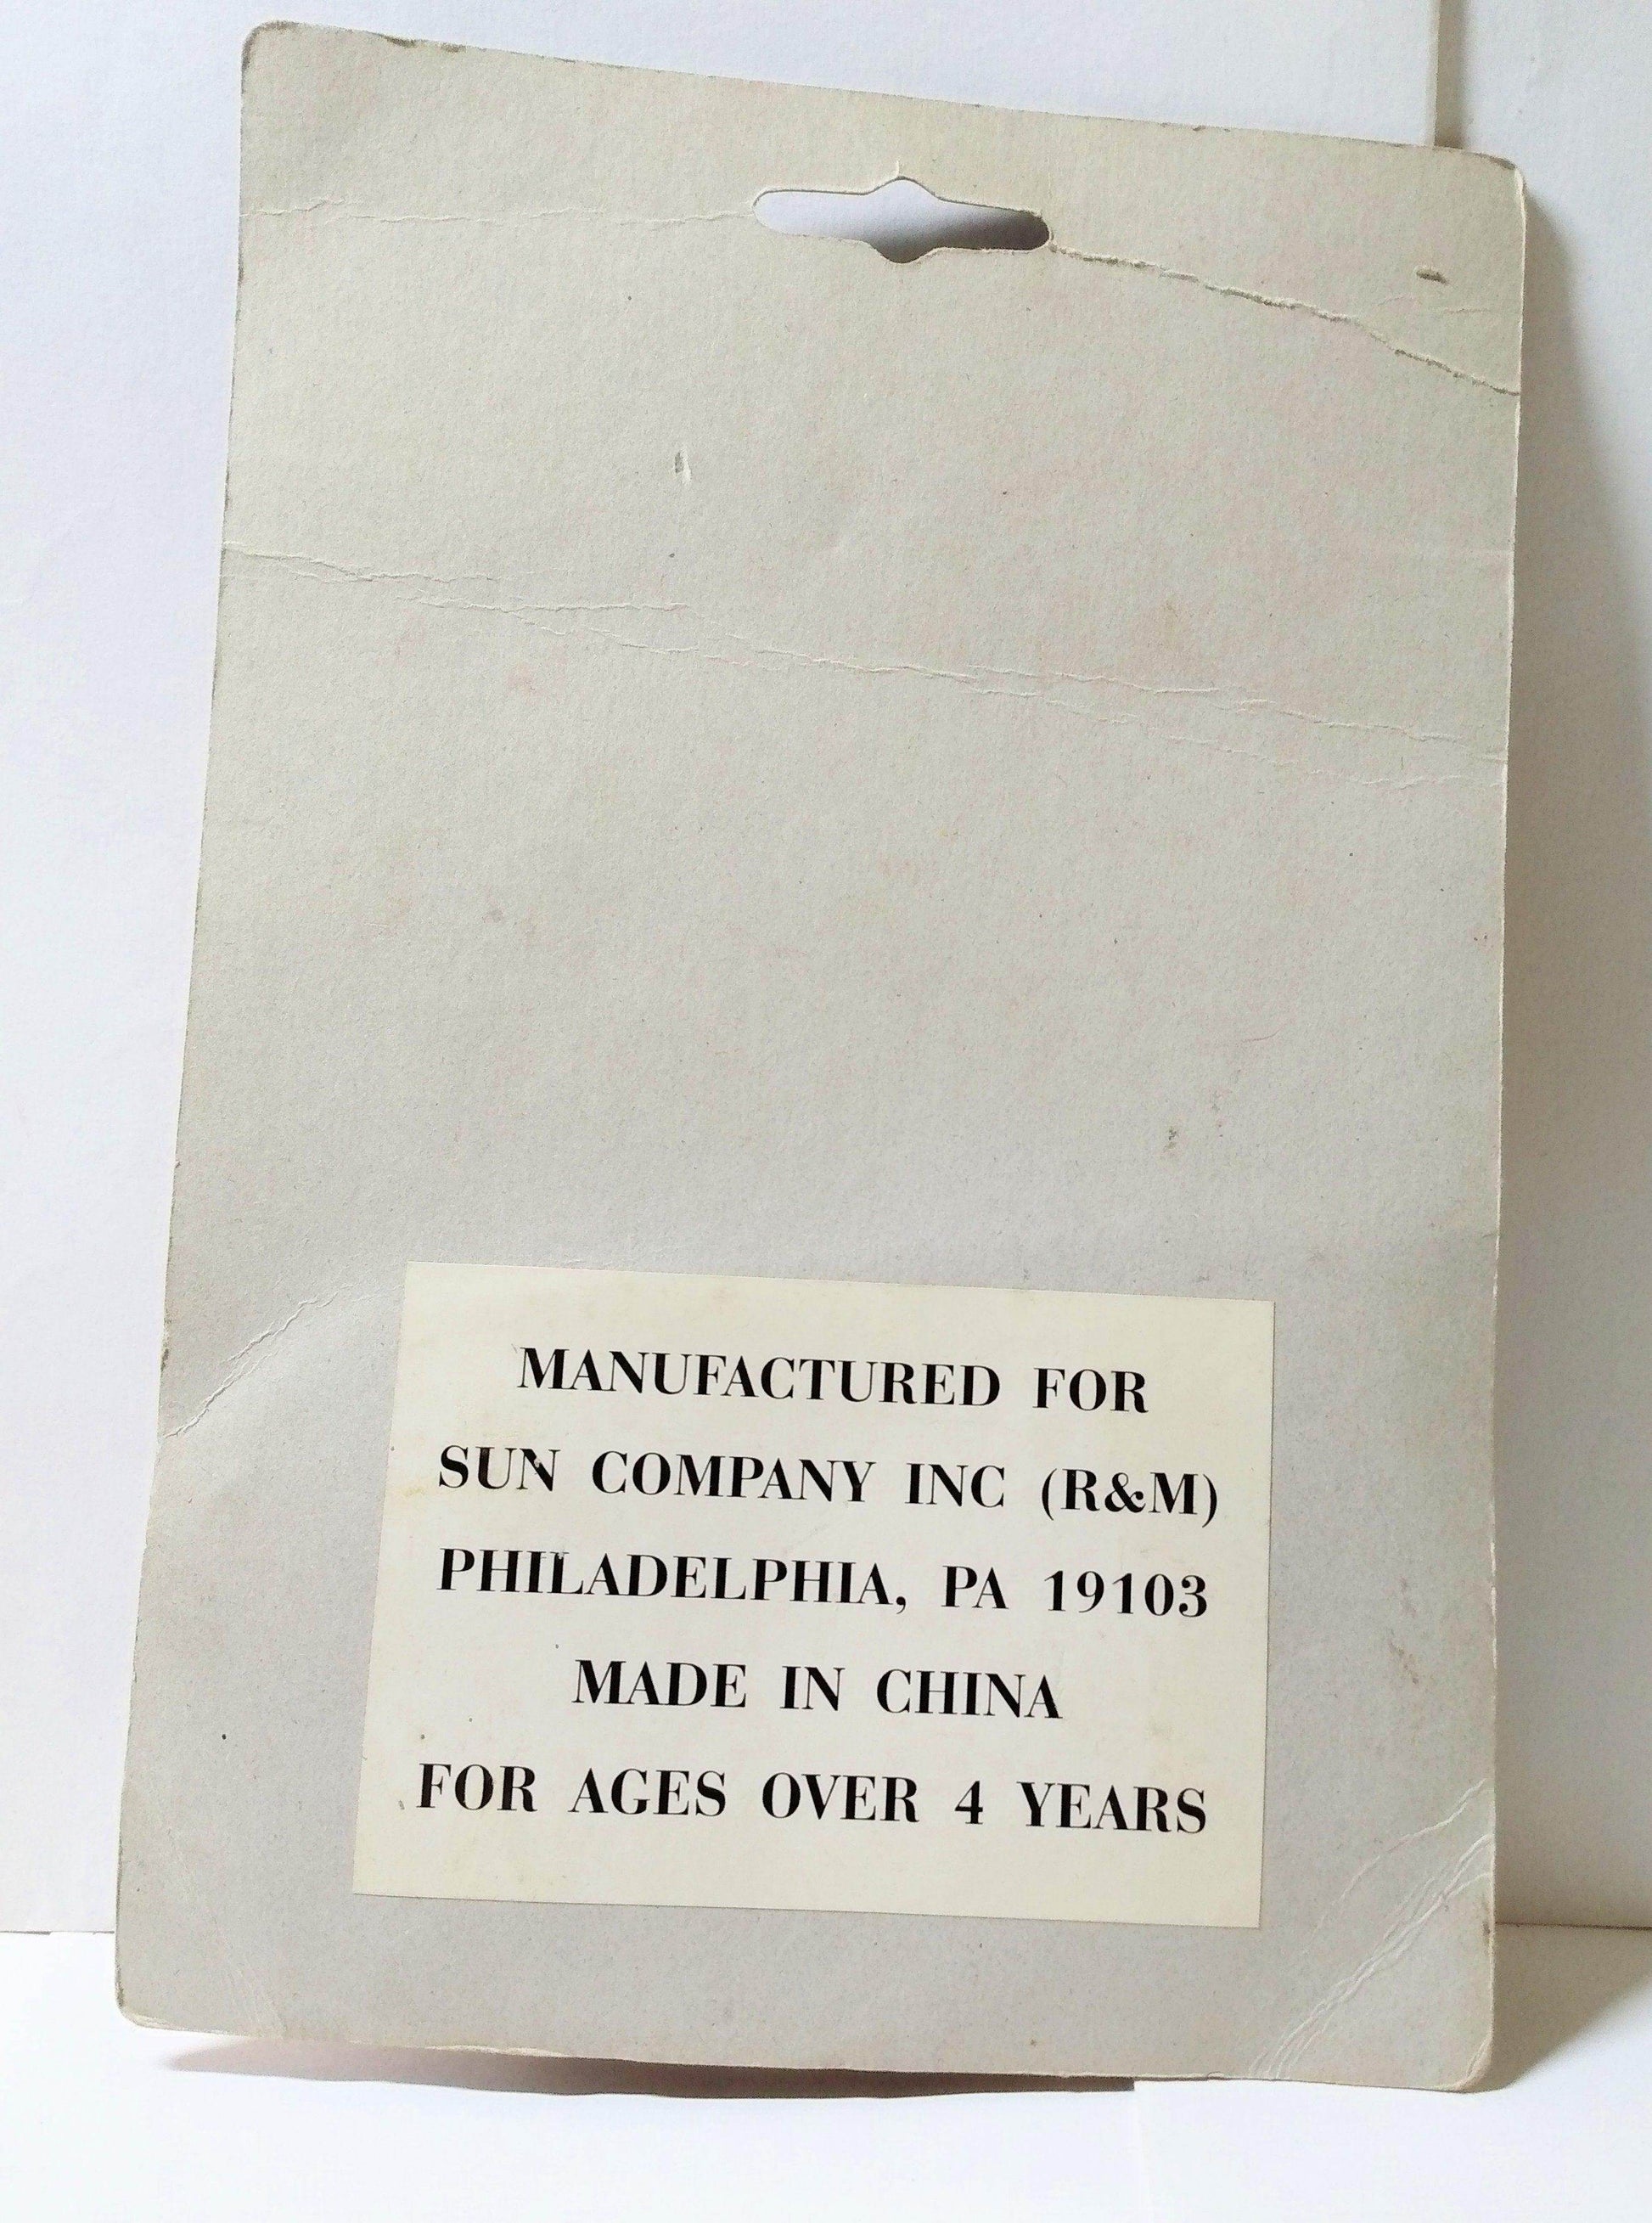 MANUFACTURED FOR
SUN COMPANY INC (R&M)
PHILADELPHIA, PA 19103
MADE IN CHINA
FOR AGES OVER 4 YEARS